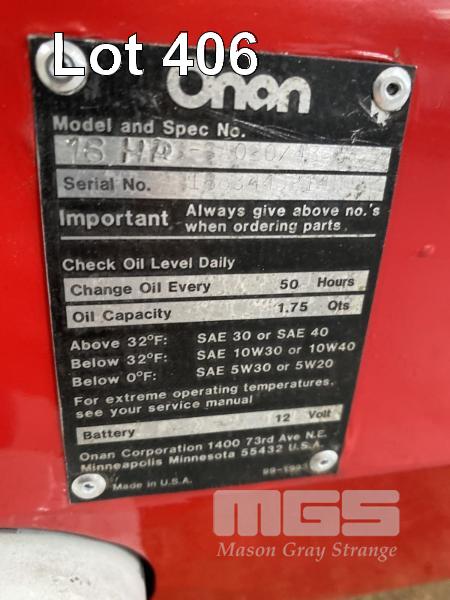 Lot 406
Onan
Model and Spec No.
Serial No.
Important Always give above no.'s
when ordering parts
Check Oil Level Daily
Change Oil Every 50 Hours
Oil Capacity 1.75 Qts
Above 32°F: SAE 30 or SAE 40
Below 32°F: SAE 10W30 or 10W40
Below 0°F: SAE 5W30 or 5W20
For extreme operating temperatures,
see your service manual
Battery 12 Volt
Onan Corporation 1400 73rd Ave N.E.
Minneapolis Minnesota 55432 U.S.A.
Made in U.S.A.
MGS
Mason Gray Strange